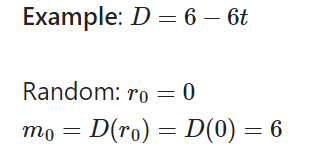 Example: D = 6 − 6t
Random: r₀ = 0
m₀ = D(r₀) = D(0) = 6